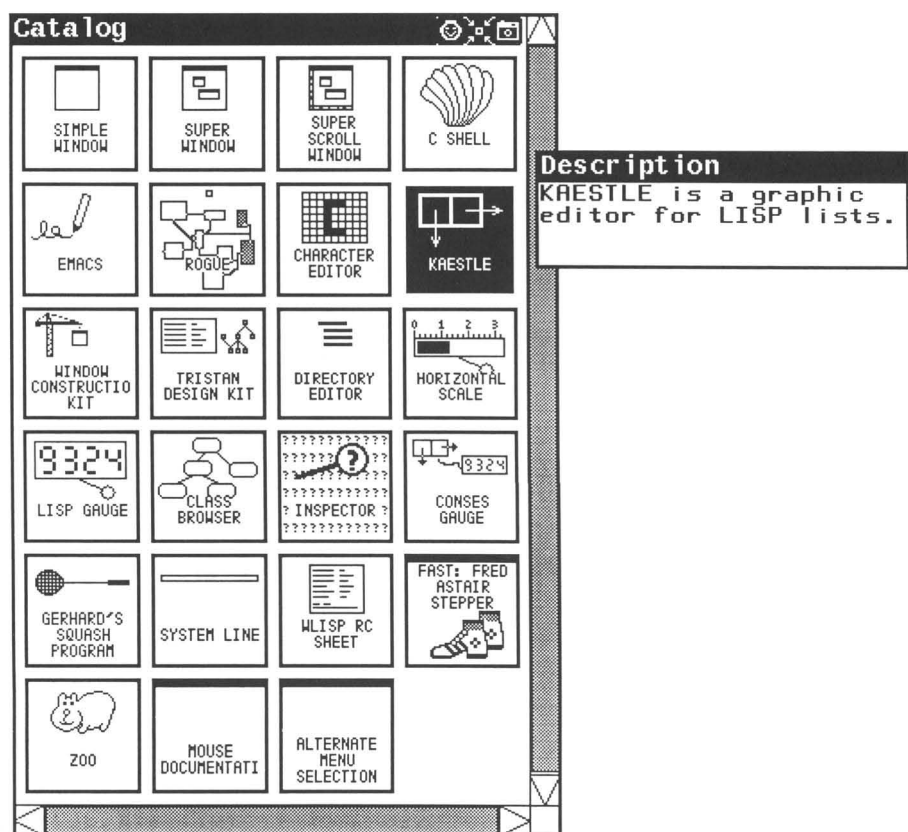 Catalog
SIMPLE
WINDOW
SUPER
WINDOW
SUPER
SCROLL
WINDOW
C SHELL
Description
KAESTLE is a graphic
editor for LISP lists.
EMACS
ROGUE
CHARACTER
EDITOR
KAESTLE
WINDOW
CONSTRUCTIO
KIT
TRISTAN
DESIGN KIT
DIRECTORY
EDITOR
0 1 2 3
HORIZONTAL
SCALE
9324
LISP GAUGE
CLASS
BROWSER
?
? INSPECTOR ?
9324
CONSES
GAUGE
GERHARD'S
SQUASH
PROGRAM
SYSTEM LINE
WLISP RC
SHEET
FAST: FRED
ASTAIR
STEPPER
ZOO
MOUSE
DOCUMENTATI
ALTERNATE
MENU
SELECTION